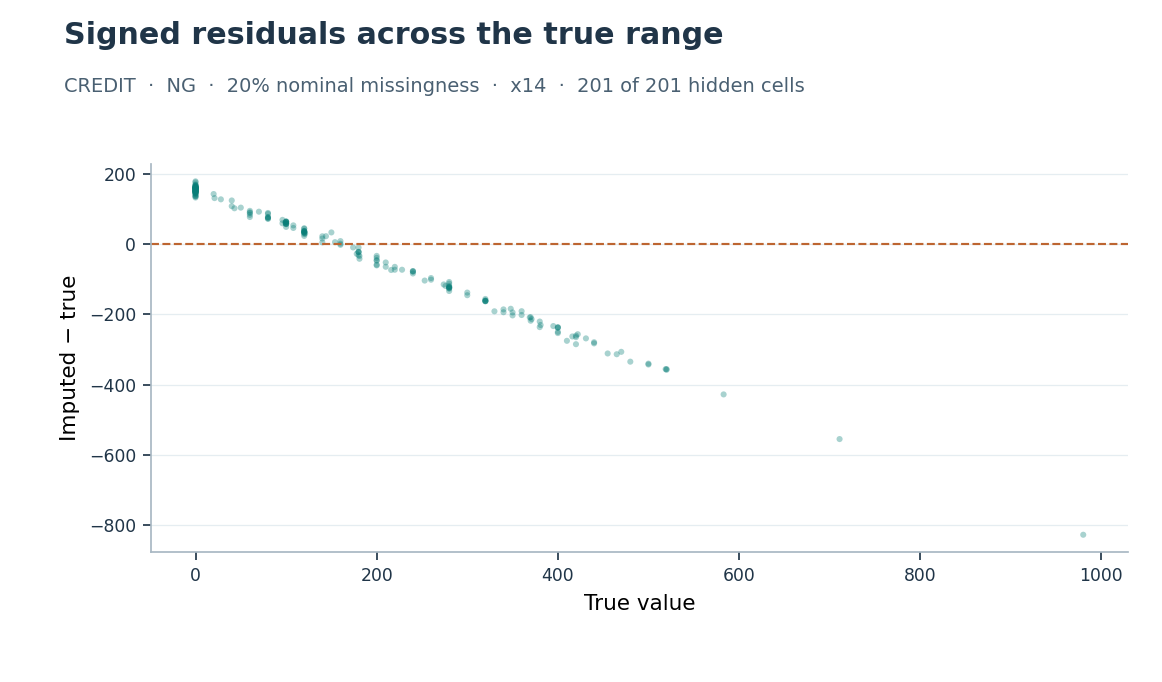 Signed residuals across the true range
CREDIT · NG · 20% nominal missingness · x14 · 201 of 201 hidden cells
200
0
−200
−400
−600
−800
Imputed − true
0 200 400 600 800 1000
True value